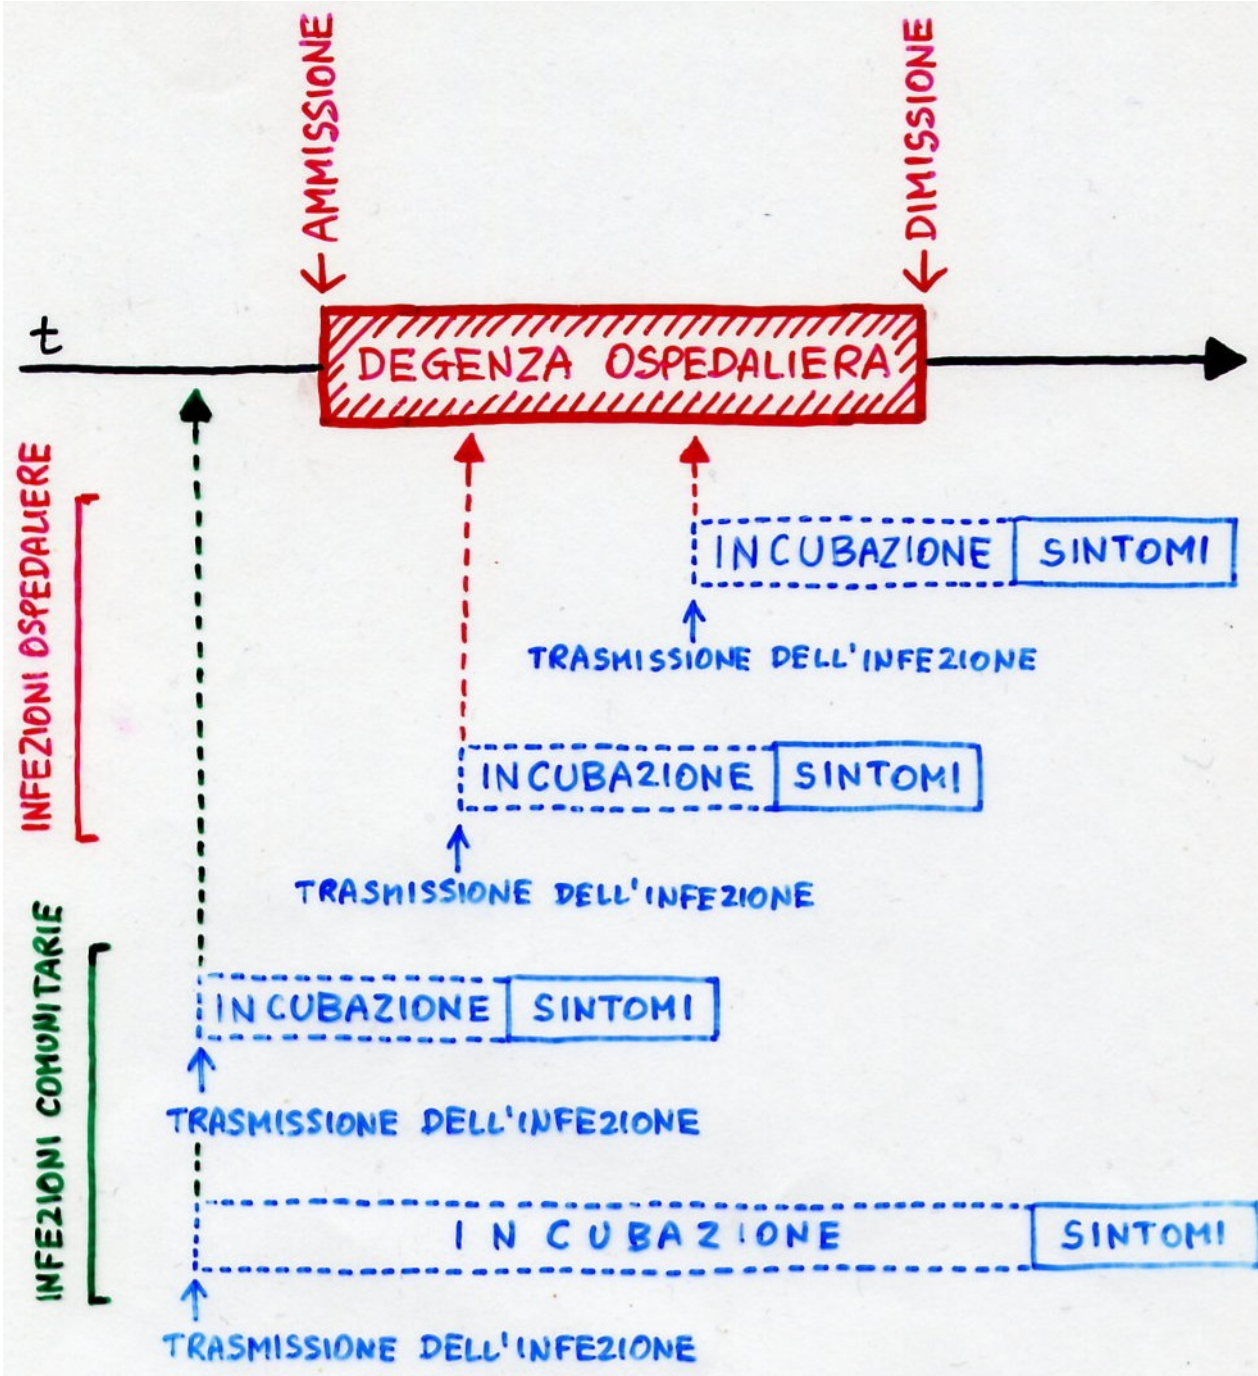 AMMISSIONE
DIMISSIONE
t
DEGENZA OSPEDALIERA
INFEZIONI OSPEDALIERE
INCUBAZIONE SINTOMI
TRASMISSIONE DELL'INFEZIONE
INCUBAZIONE SINTOMI
TRASMISSIONE DELL'INFEZIONE
INFEZIONI COMUNITARIE
INCUBAZIONE SINTOMI
TRASMISSIONE DELL'INFEZIONE
INCUBAZIONE SINTOMI
TRASMISSIONE DELL'INFEZIONE